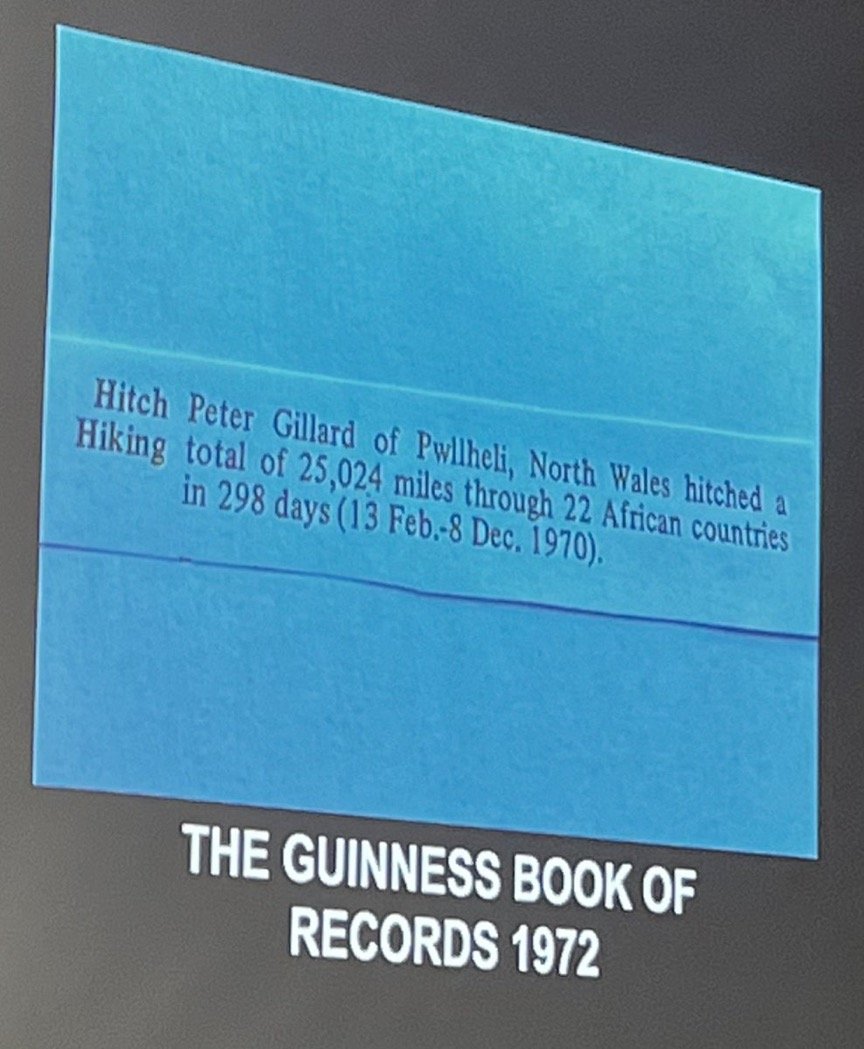 Hitch Peter Gillard of Pwllheli, North Wales hitched a
Hiking total of 25,024 miles through 22 African countries
in 298 days (13 Feb.-8 Dec. 1970).
THE GUINNESS BOOK OF
RECORDS 1972